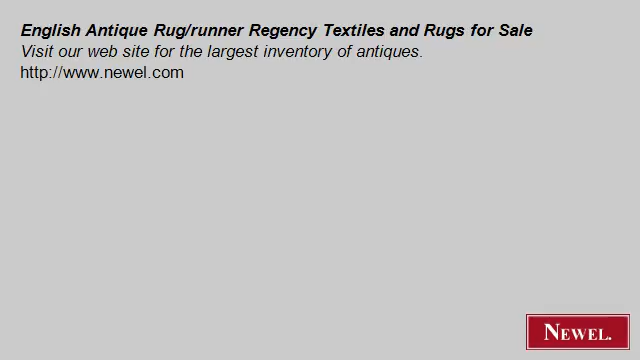 English Antique Rug/runner Regency Textiles and Rugs for Sale
Visit our web site for the largest inventory of antiques.
http://www.newel.com
NEWEL.